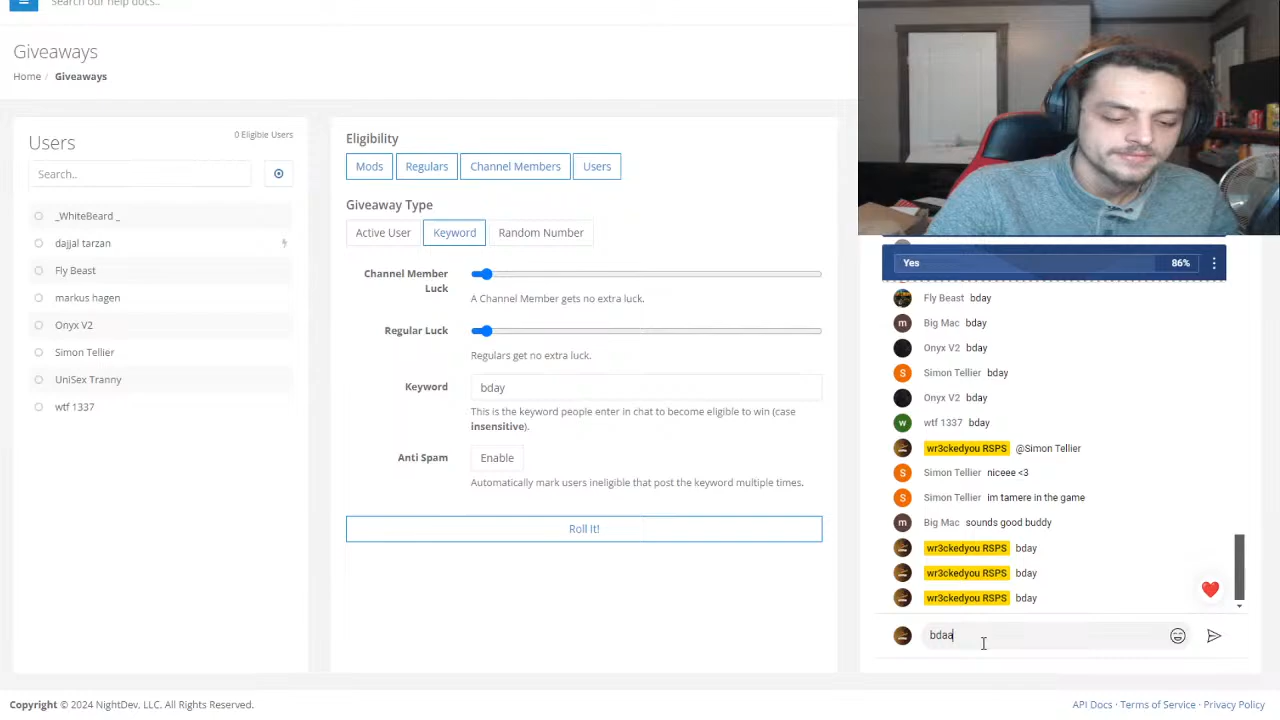 Search our help docs..
Giveaways
Home / Giveaways
Users
0 Eligible Users
Search..
_WhiteBeard _
dajjal tarzan
Fly Beast
markus hagen
Onyx V2
Simon Tellier
UniSex Tranny
wtf 1337
Eligibility
Mods
Regulars
Channel Members
Users
Giveaway Type
Active User
Keyword
Random Number
Channel Member
Luck
A Channel Member gets no extra luck.
Regular Luck
Regulars get no extra luck.
Keyword
bday
This is the keyword people enter in chat to become eligible to win (case
insensitive).
Anti Spam
Enable
Automatically mark users ineligible that post the keyword multiple times.
Roll It!
Yes 86%
Fly Beast bday
m Big Mac bday
Onyx V2 bday
S Simon Tellier bday
Onyx V2 bday
w wtf 1337 bday
wr3ckedyou RSPS @Simon Tellier
S Simon Tellier niceee <3
S Simon Tellier im tamere in the game
m Big Mac sounds good buddy
wr3ckedyou RSPS bday
wr3ckedyou RSPS bday
wr3ckedyou RSPS bday
bdaa
Copyright © 2024 NightDev, LLC. All Rights Reserved.
API Docs · Terms of Service · Privacy Policy